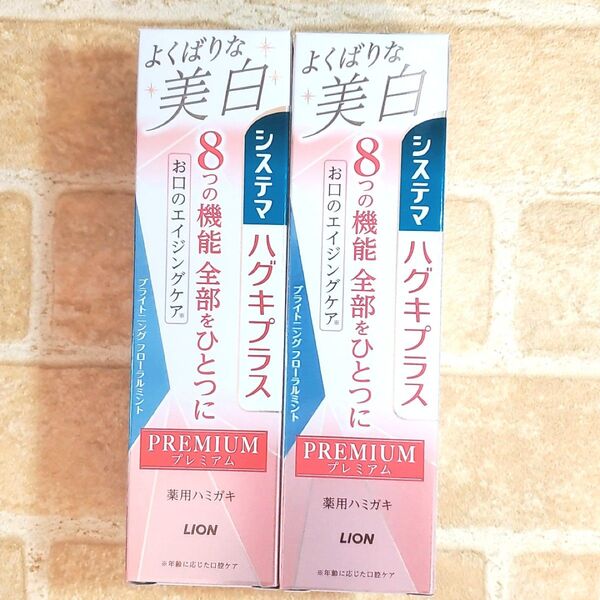 よくばりな
美白
システマ
ハグキプラス
8つの機能 全部をひとつに
お口のエイジングケア※
ブライトニング フローラルミント
PREMIUM
プレミアム
薬用ハミガキ
LION
※年齢に応じた口腔ケア
よくばりな
美白
システマ
ハグキプラス
8つの機能 全部をひとつに
お口のエイジングケア※
ブライトニング フローラルミント
PREMIUM
プレミアム
薬用ハミガキ
LION
※年齢に応じた口腔ケア